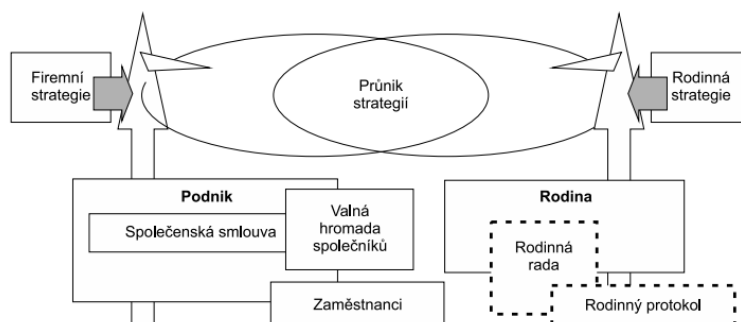 Firemní
strategie
Průnik
strategií
Rodinná
strategie
Podnik
Společenská smlouva
Valná
hromada
společníků
Zaměstnanci
Rodina
Rodinná
rada
Rodinný protokol